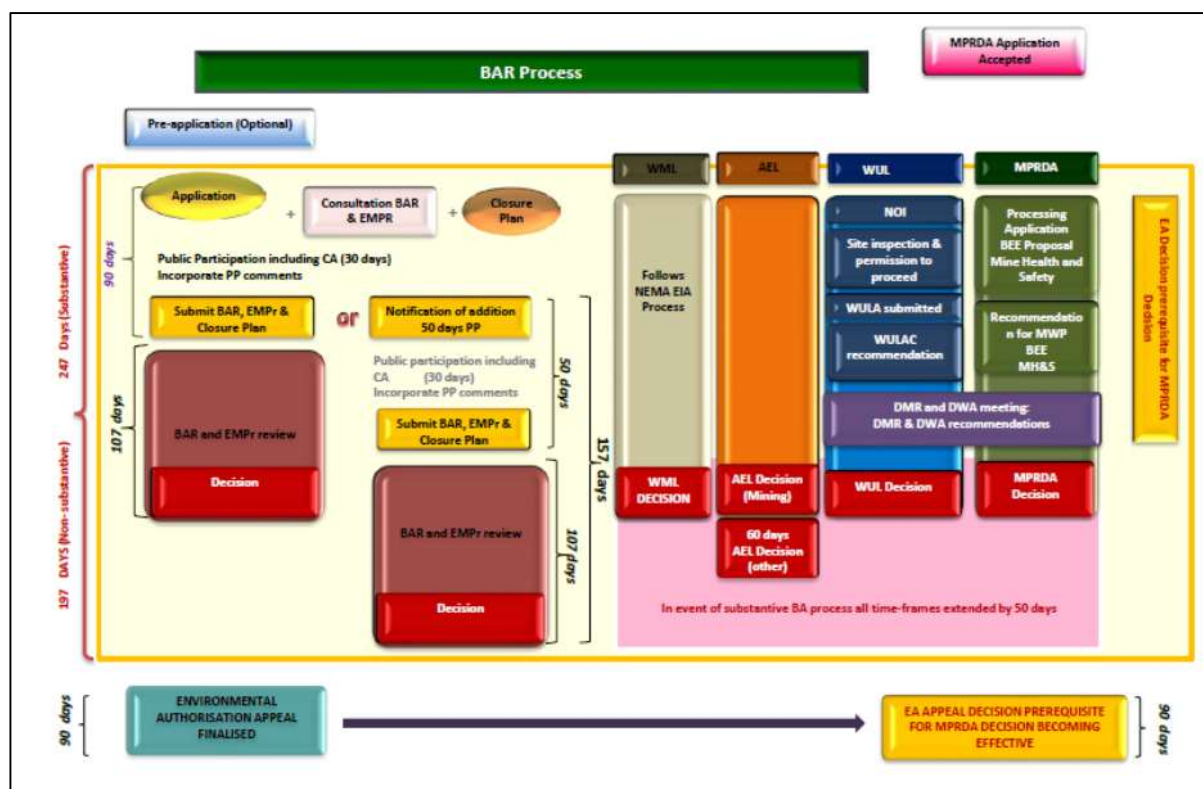 BAR Process
MPRDA Application
Accepted
Pre-application (Optional)
WML
AEL
WUL
MPRDA
247 Days (Substantive)
197 DAYS (Non-substantive)
90 days
Application
+
Consultation BAR
& EMPR
+
Closure
Plan
Public Participation including CA (30 days)
Incorporate PP comments
Submit BAR, EMPr &
Closure Plan
or
Notification of addition
50 days PP
Public participation including
CA (30 days)
Incorporate PP comments
Submit BAR, EMPr &
Closure Plan
50 days
107 days
BAR and EMPr review
Decision
BAR and EMPr review
Decision
107 days
157, days
Follows
NEMA EIA
Process
WML
DECISION
AEL Decision
(Mining)
60 days
AEL Decision
(other)
NOI
Site inspection &
permission to
proceed
WULA submitted
WULAC
recommendation
WUL Decision
Processing
Application
BEE Proposal
Mine Health and
Safety
Recommendatio
n for MWP
BEE
MH&S
DMR and DWA meeting:
DMR & DWA recommendations
MPRDA
Decision
EA Decision prerequisite for MPRDA
Decision
In event of substantive BA process all time-frames extended by 50 days
90 days
ENVIRONMENTAL
AUTHORISATION APPEAL
FINALISED
EA APPEAL DECISION PREREQUISITE
FOR MPRDA DECISION BECOMING
EFFECTIVE
90 days